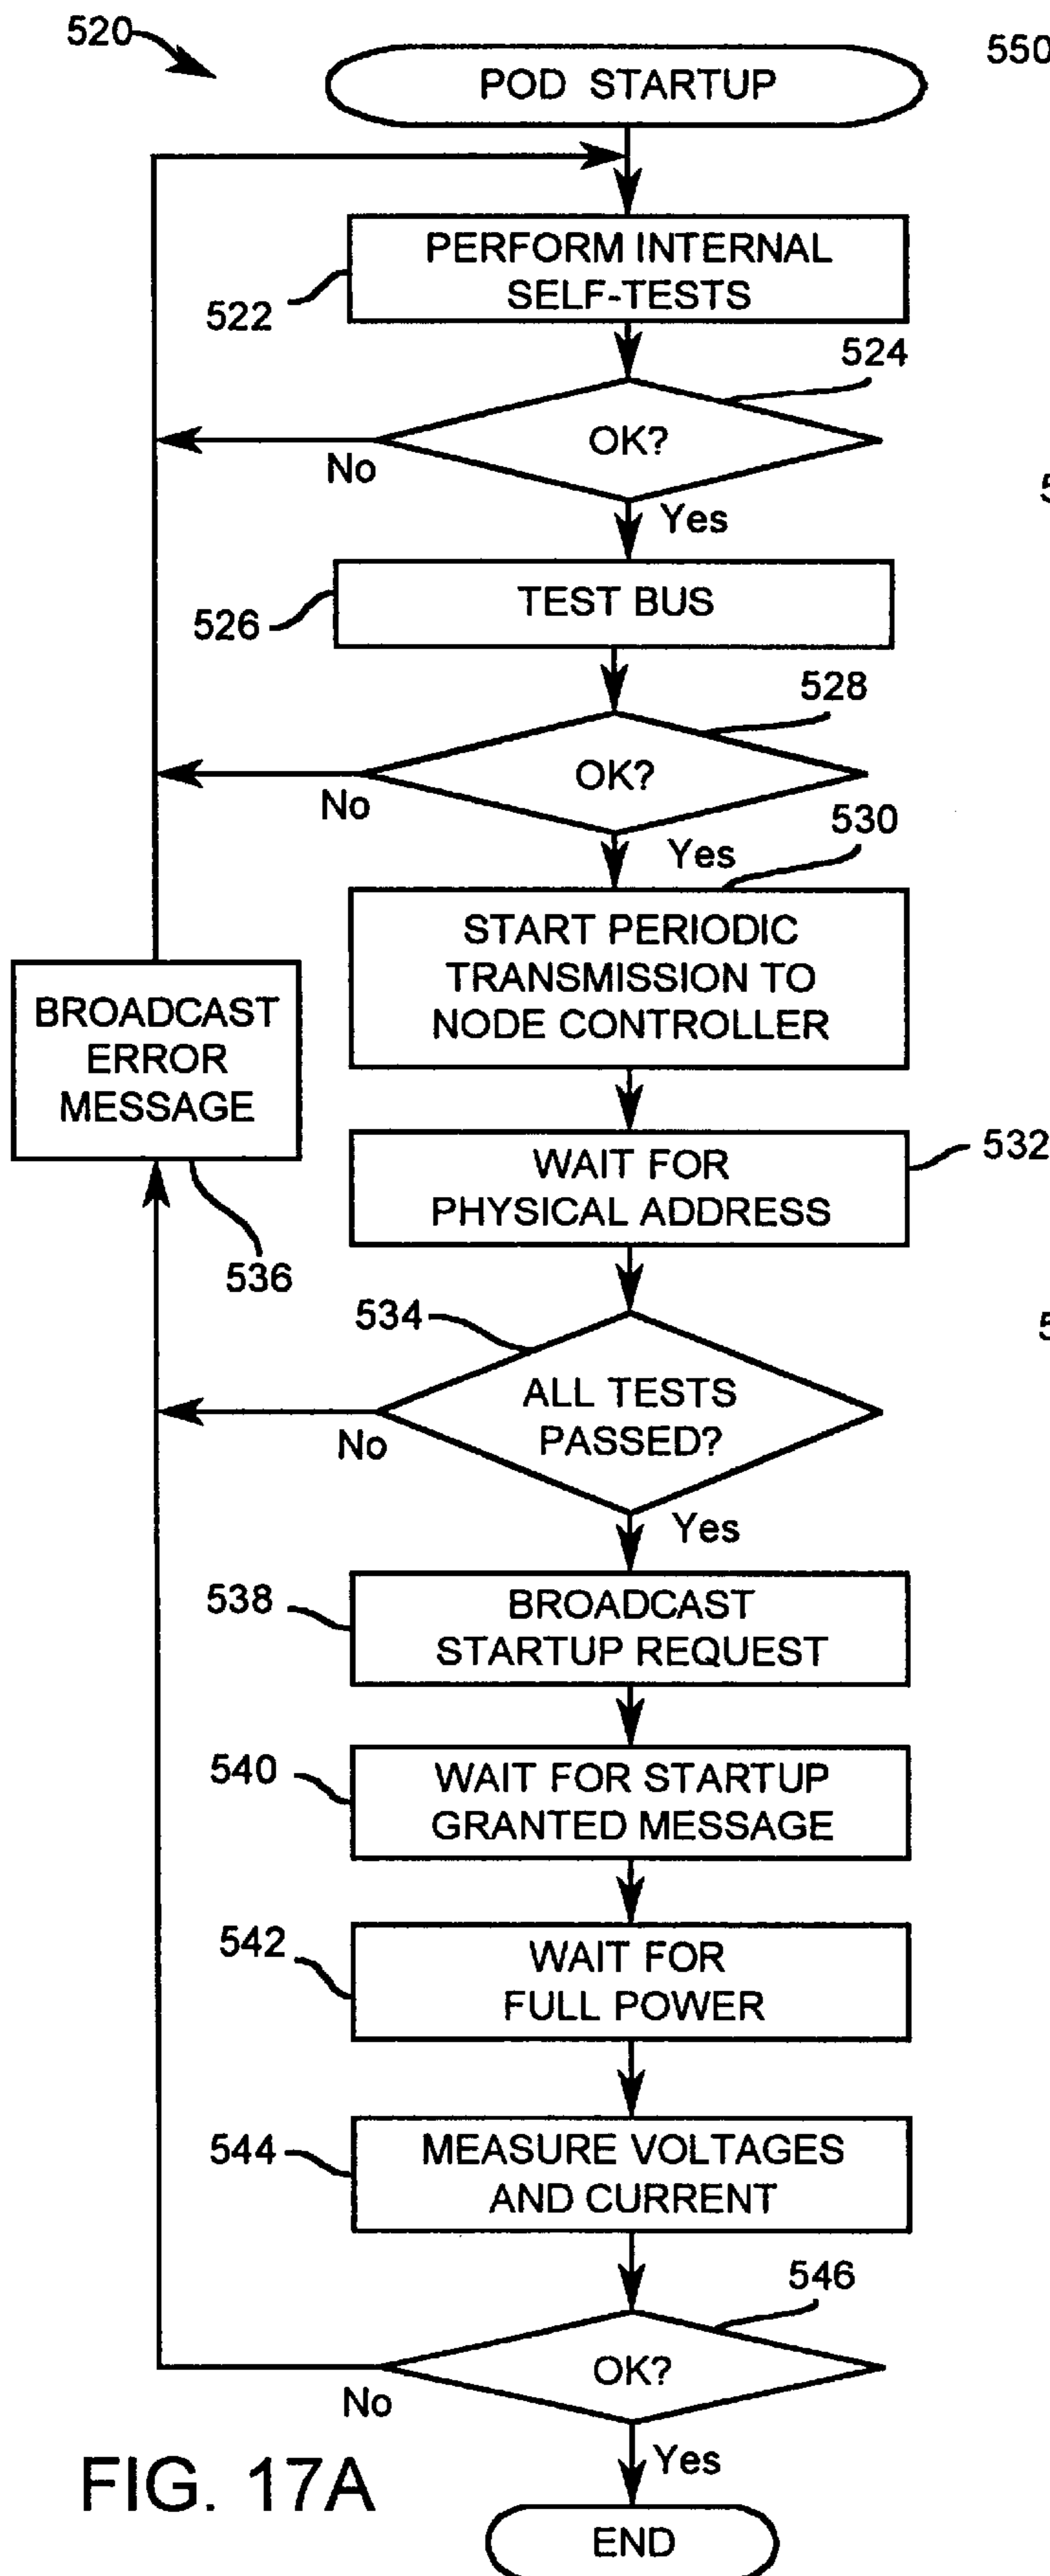 520
POD STARTUP
550
PERFORM INTERNAL
SELF-TESTS
522
524
OK?
No
Yes
5
TEST BUS
526
528
OK?
No
Yes
530
START PERIODIC
TRANSMISSION TO
NODE CONTROLLER
BROADCAST
ERROR
MESSAGE
536
WAIT FOR
PHYSICAL ADDRESS
532
534
5
ALL TESTS
PASSED?
No
Yes
538
BROADCAST
STARTUP REQUEST
540
WAIT FOR STARTUP
GRANTED MESSAGE
542
WAIT FOR
FULL POWER
544
MEASURE VOLTAGES
AND CURRENT
546
OK?
No
Yes
FIG. 17A
END